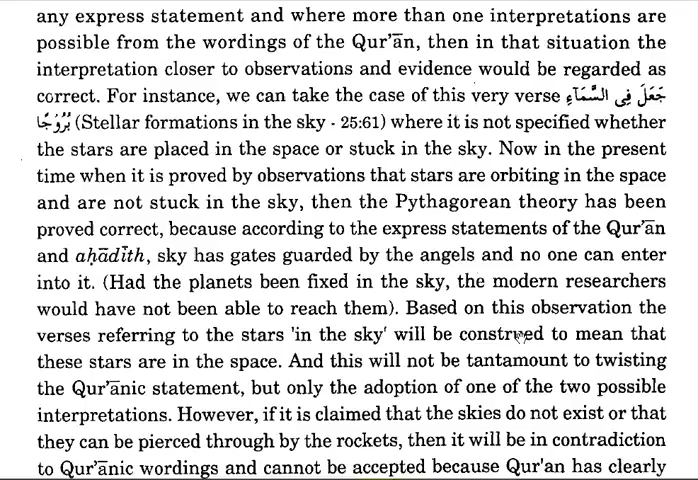 any express statement and where more than one interpretations are
possible from the wordings of the Qur'ān, then in that situation the
interpretation closer to observations and evidence would be regarded as
correct. For instance, we can take the case of this very verse جَعَلَ فِى السَّمَآءِ
بُرُوْجًا (Stellar formations in the sky - 25:61) where it is not specified whether
the stars are placed in the space or stuck in the sky. Now in the present
time when it is proved by observations that stars are orbiting in the space
and are not stuck in the sky, then the Pythagorean theory has been
proved correct, because according to the express statements of the Qur'ān
and aḥādīth, sky has gates guarded by the angels and no one can enter
into it. (Had the planets been fixed in the sky, the modern researchers
would have not been able to reach them). Based on this observation the
verses referring to the stars 'in the sky' will be construed to mean that
these stars are in the space. And this will not be tantamount to twisting
the Qur'ānic statement, but only the adoption of one of the two possible
interpretations. However, if it is claimed that the skies do not exist or that
they can be pierced through by the rockets, then it will be in contradiction
to Qur'ānic wordings and cannot be accepted because Qur'an has clearly